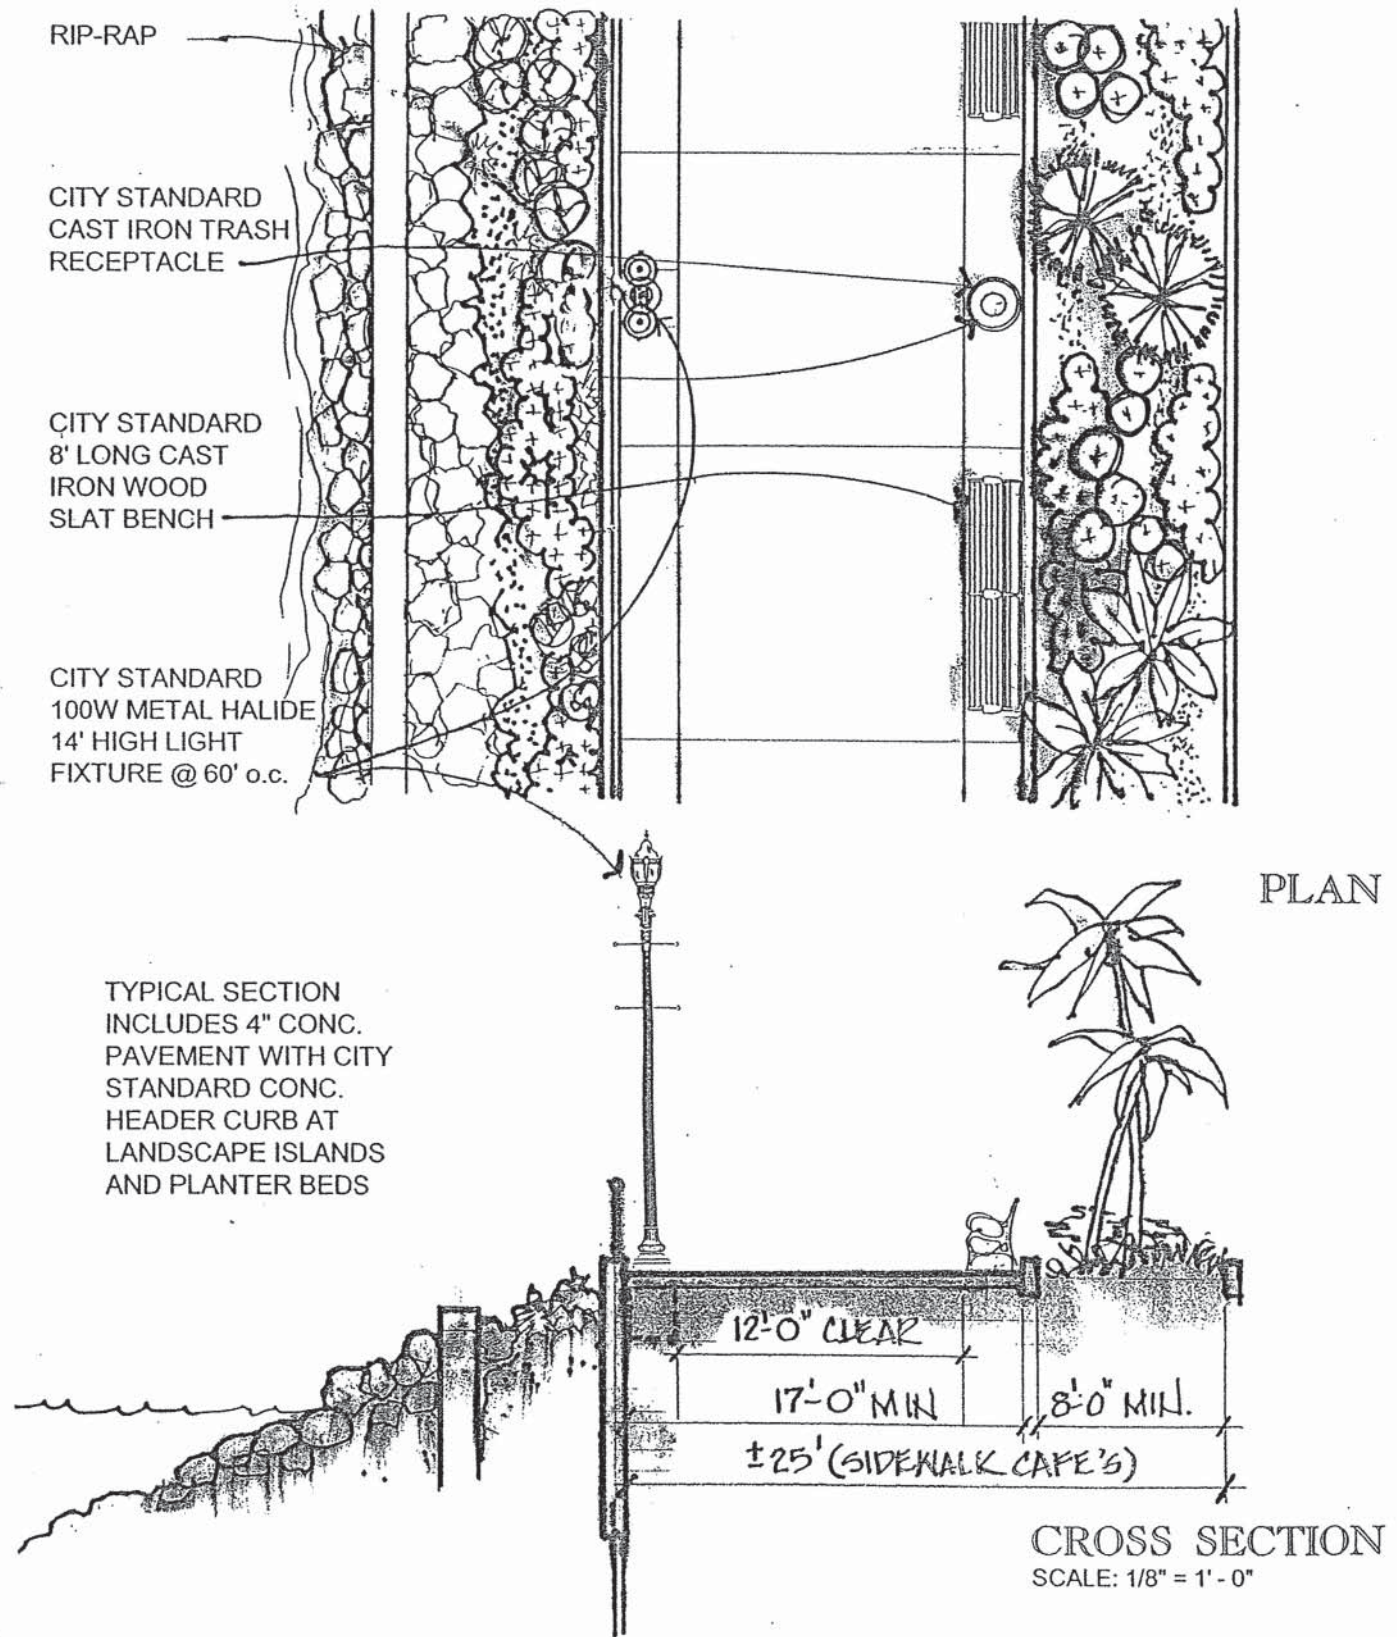 RIP-RAP
CITY STANDARD
CAST IRON TRASH
RECEPTACLE
CITY STANDARD
8' LONG CAST
IRON WOOD
SLAT BENCH
CITY STANDARD
100W METAL HALIDE
14' HIGH LIGHT
FIXTURE @ 60' o.c.
PLAN
TYPICAL SECTION
INCLUDES 4" CONC.
PAVEMENT WITH CITY
STANDARD CONC.
HEADER CURB AT
LANDSCAPE ISLANDS
AND PLANTER BEDS
12'-0" CLEAR
17'-0" MIN
8'-0" MIN.
±25' (SIDEWALK CAFE'S)
CROSS SECTION
SCALE: 1/8" = 1' - 0"